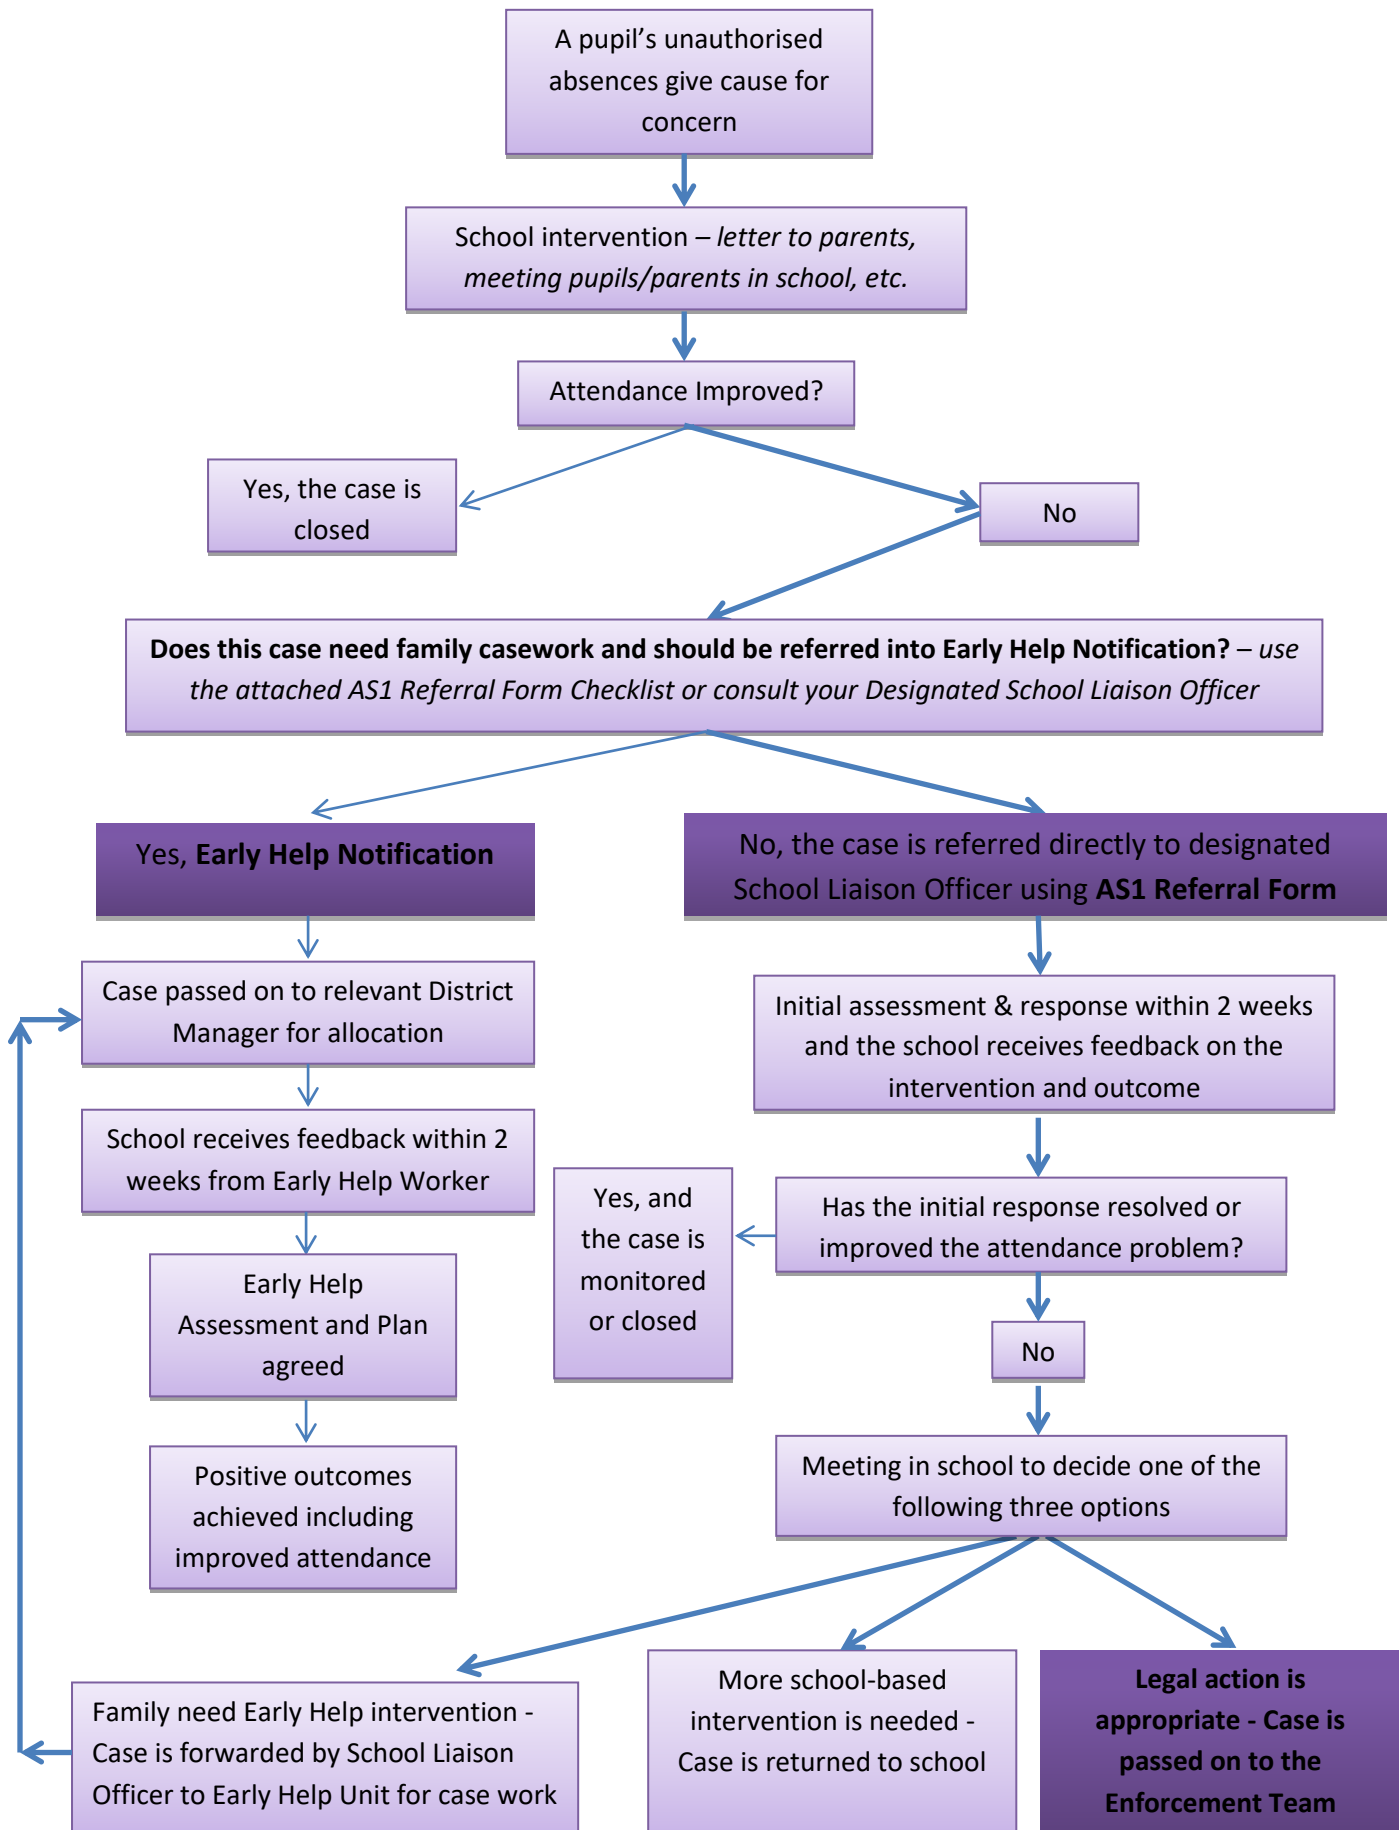 A pupil’s unauthorised
absences give cause for
concern
School intervention – letter to parents,
meeting pupils/parents in school, etc.
Attendance Improved?
Yes, the case is
closed
No
Does this case need family casework and should be referred into Early Help Notification? – use
the attached AS1 Referral Form Checklist or consult your Designated School Liaison Officer
Yes, Early Help Notification
No, the case is referred directly to designated
School Liaison Officer using AS1 Referral Form
Case passed on to relevant District
Manager for allocation
School receives feedback within 2
weeks from Early Help Worker
Early Help
Assessment and Plan
agreed
Positive outcomes
achieved including
improved attendance
Initial assessment & response within 2 weeks
and the school receives feedback on the
intervention and outcome
Has the initial response resolved or
improved the attendance problem?
Yes, and
the case is
monitored
or closed
No
Meeting in school to decide one of the
following three options
Family need Early Help intervention -
Case is forwarded by School Liaison
Officer to Early Help Unit for case work
More school-based
intervention is needed -
Case is returned to school
Legal action is
appropriate - Case is
passed on to the
Enforcement Team